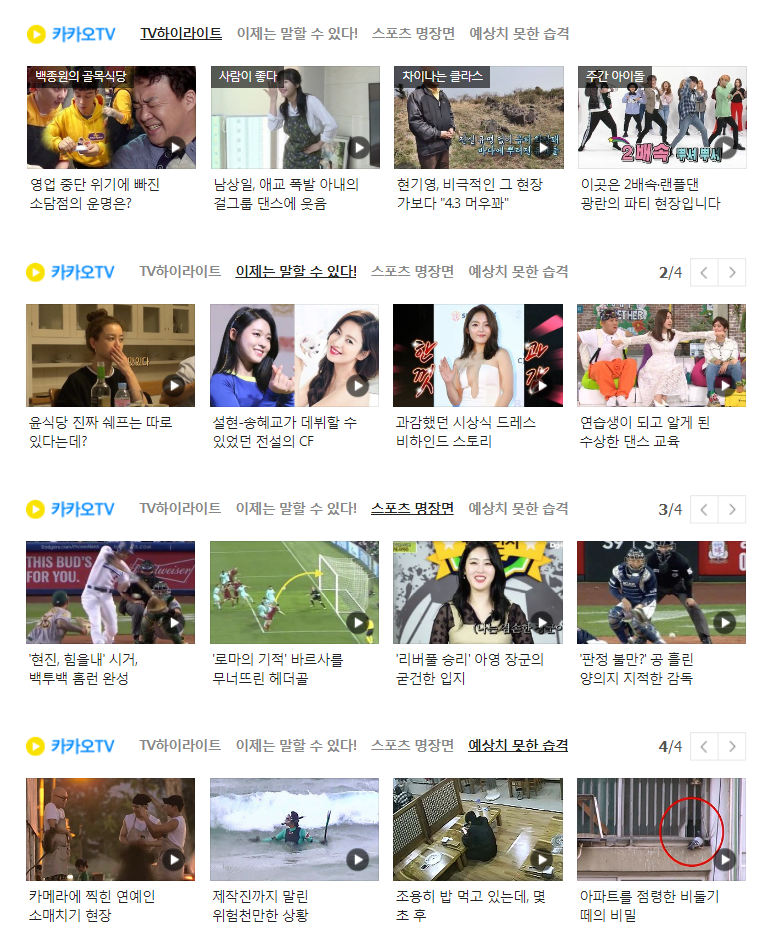 카카오TV TV하이라이트 이제는 말할 수 있다! 스포츠 명장면 예상치 못한 습격
백종원의 골목식당 사람이 좋다 차이나는 클라스 주간 아이돌
2배속 뿌셔뿌셔
영업 중단 위기에 빠진
소담점의 운명은?
남상일, 애교 폭발 아내의
걸그룹 댄스에 웃음
현기영, 비극적인 그 현장
가보다 "4.3 머우꽈"
이곳은 2배속·랜플댄
광란의 파티 현장입니다
카카오TV TV하이라이트 이제는 말할 수 있다! 스포츠 명장면 예상치 못한 습격 2/4
한 컷
과감
윤식당 진짜 쉐프는 따로
있다는데?
설현-송혜교가 데뷔할 수
있었던 전설의 CF
과감했던 시상식 드레스
비하인드 스토리
연습생이 되고 알게 된
수상한 댄스 교육
카카오TV TV하이라이트 이제는 말할 수 있다! 스포츠 명장면 예상치 못한 습격 3/4
THIS BUD'S
FOR YOU.
Budweiser
'현진, 힘을내' 시거,
백투백 홈런 완성
'로마의 기적' 바르사를
무너뜨린 헤더골
'리버풀 승리' 아영 장군의
굳건한 입지
'판정 불만?' 공 흘린
양의지 지적한 감독
카카오TV TV하이라이트 이제는 말할 수 있다! 스포츠 명장면 예상치 못한 습격 4/4
카메라에 찍힌 연예인
소매치기 현장
제작진까지 말린
위험천만한 상황
조용히 밥 먹고 있는데, 몇
초 후
아파트를 점령한 비둘기
떼의 비밀